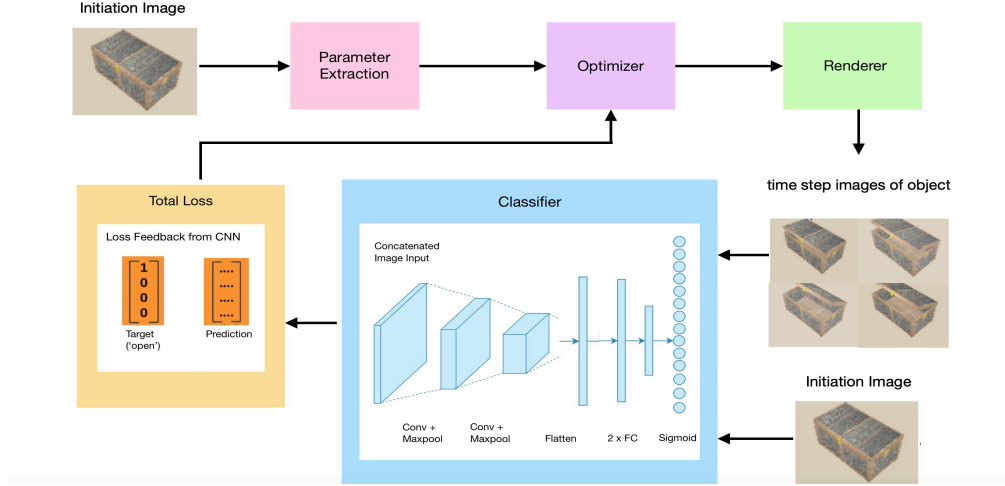 Initiation Image
Parameter
Extraction
Optimizer
Renderer
time step images of object
Total Loss
Loss Feedback from CNN
1
0
0
0
....
....
....
....
Target
(‘open’)
Prediction
Classifier
Concatenated
Image Input
Conv +
Maxpool
Conv +
Maxpool
Flatten
2 x FC
Sigmoid
Initiation Image